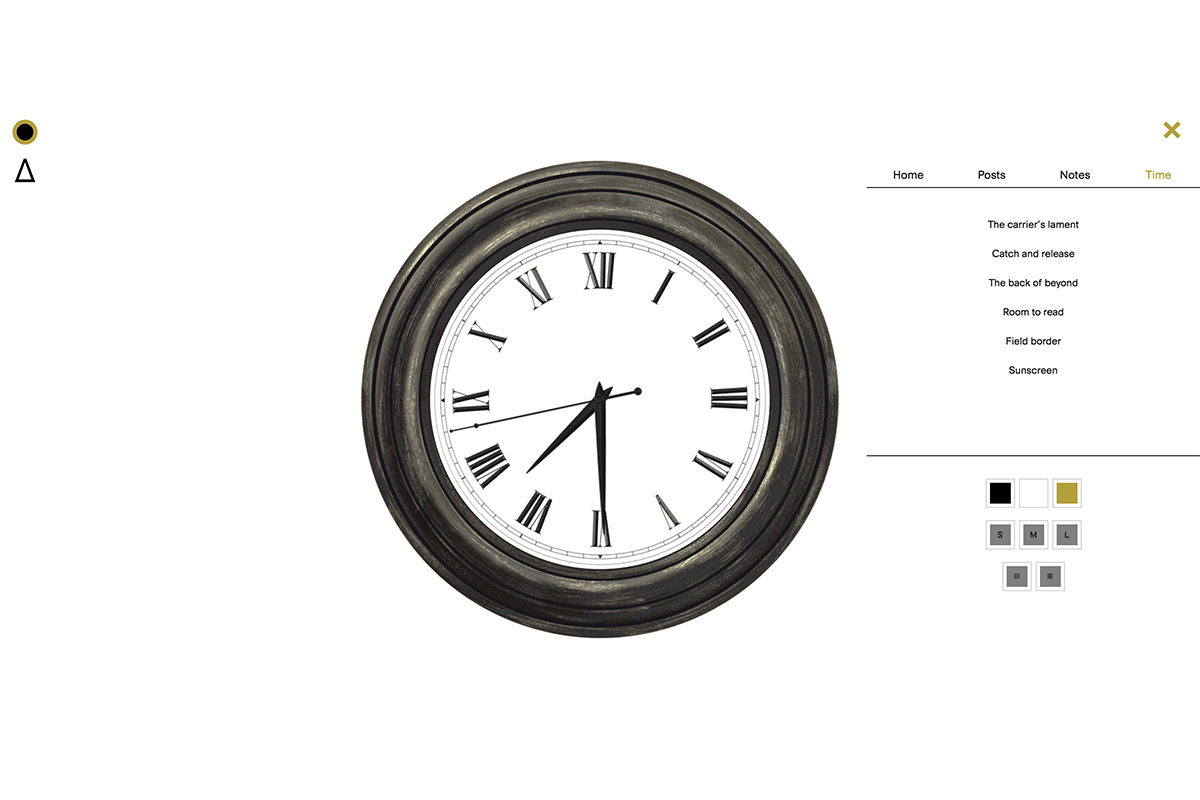 Δ
Home Posts Notes Time
The carrier's lament
Catch and release
The back of beyond
Room to read
Field border
Sunscreen
XII
I
II
III
IIII
V
VI
VII
VIII
IX
X
XI
S M L